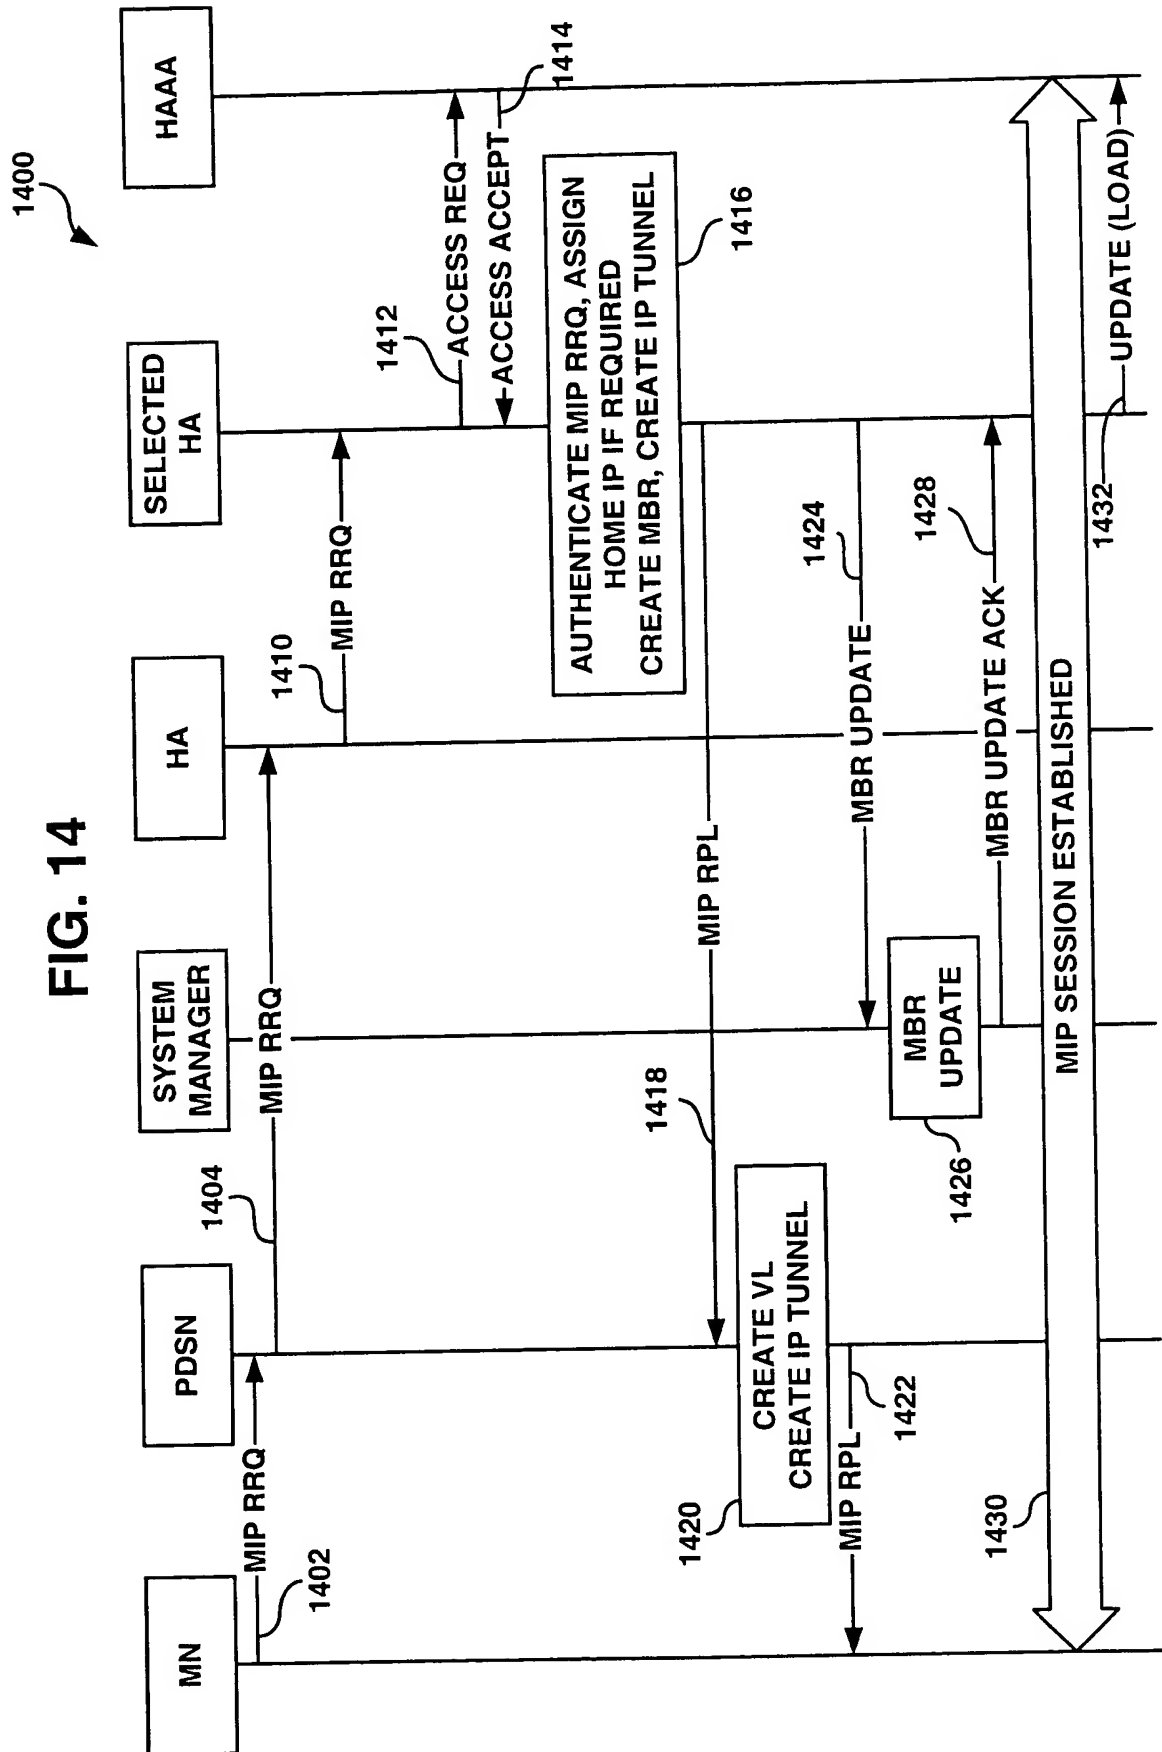 FIG. 14
1400
MN
PDSN
SYSTEM
MANAGER
HA
SELECTED
HA
HAAA
MIP RRQ
1402
MIP RRQ
1404
MIP RRQ
1410
ACCESS REQ
1412
ACCESS ACCEPT
1414
AUTHENTICATE MIP RRQ, ASSIGN
HOME IP IF REQUIRED
CREATE MBR, CREATE IP TUNNEL
1416
MIP RPL
1418
CREATE VL
CREATE IP TUNNEL
1420
MIP RPL
1422
MBR UPDATE
1424
MBR
UPDATE
1426
MBR UPDATE ACK
1428
MIP SESSION ESTABLISHED
1430
UPDATE (LOAD)
1432